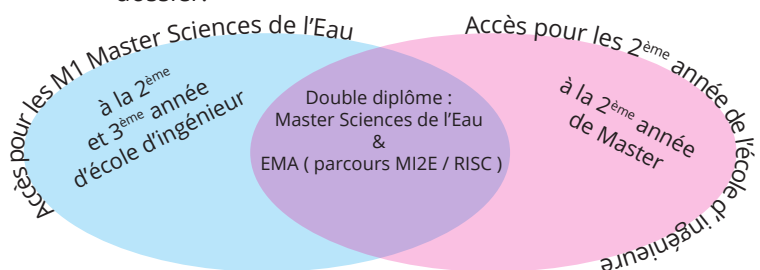 dossier.
Accès pour les M1 Master Sciences de l'Eau
à la 2ème
et 3ème année
d'école d'ingénieur
Double diplôme :
Master Sciences de l'Eau
&
EMA ( parcours MI2E / RISC )
Accès pour les 2ème année de l'école d'ingénieure
à la 2ème année
de Master